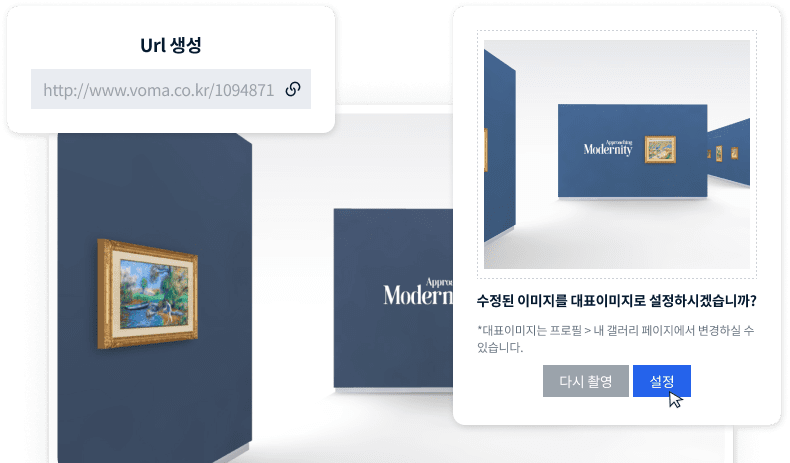 Url 생성
http://www.voma.co.kr/1094871
Approaching
Modernity
수정된 이미지를 대표이미지로 설정하시겠습니까?
*대표이미지는 프로필 > 내 갤러리 페이지에서 변경하실 수
있습니다.
다시 촬영
설정
Appro
Modern